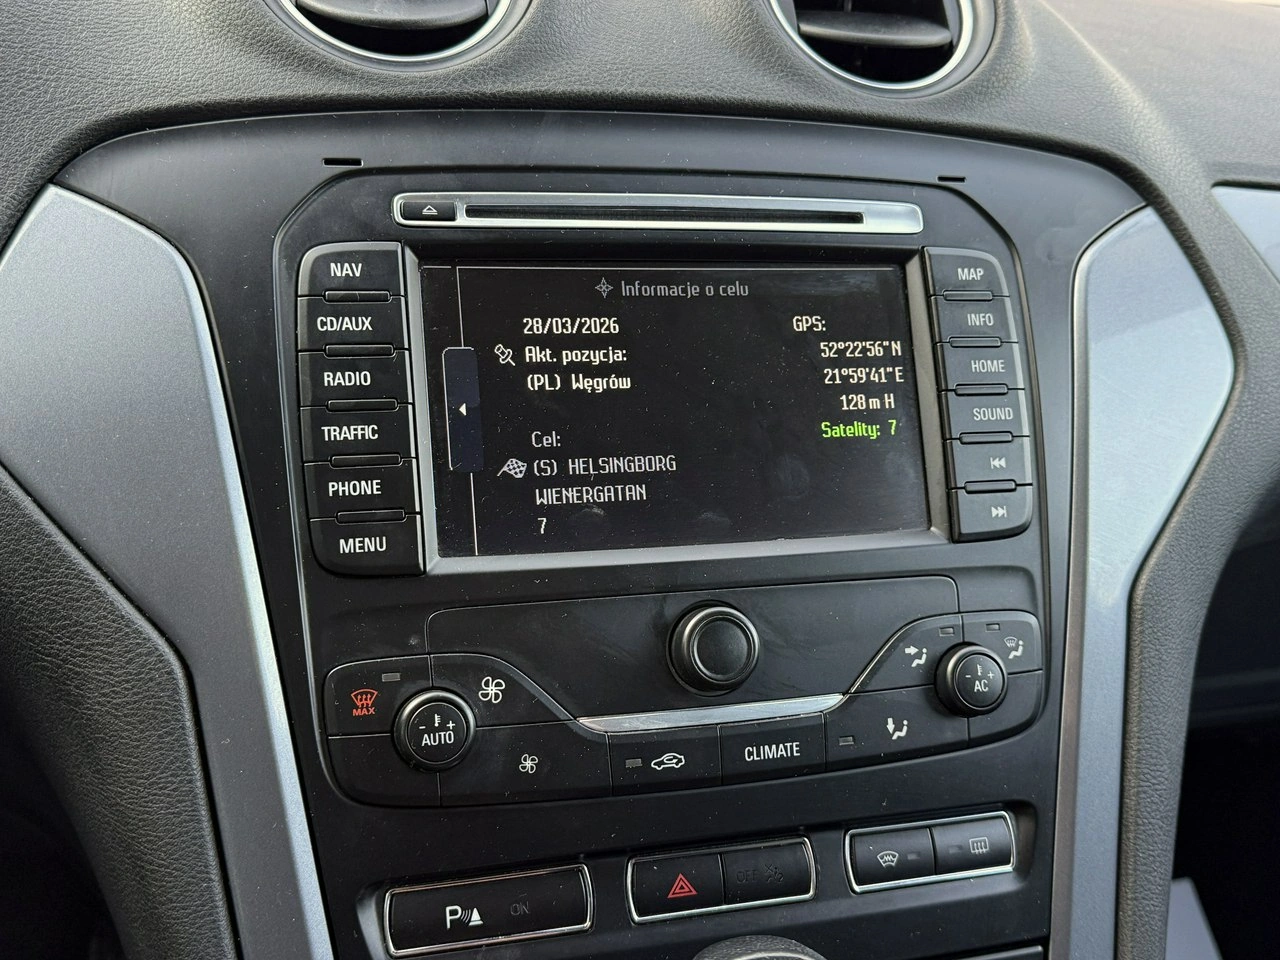 NAV
CD/AUX
RADIO
TRAFFIC
PHONE
MENU
Informacje o celu
28/03/2026
Akt. pozycja:
(PL) Węgrów
Cel:
(S) HELSINGBORG
WIENERGATAN
7
GPS:
52°22'56"N
21°59'41"E
128 m H
Satelity: 7
MAP
INFO
HOME
SOUND
MAX
- +
AUTO
CLIMATE
- +
AC
P
ON
OFF